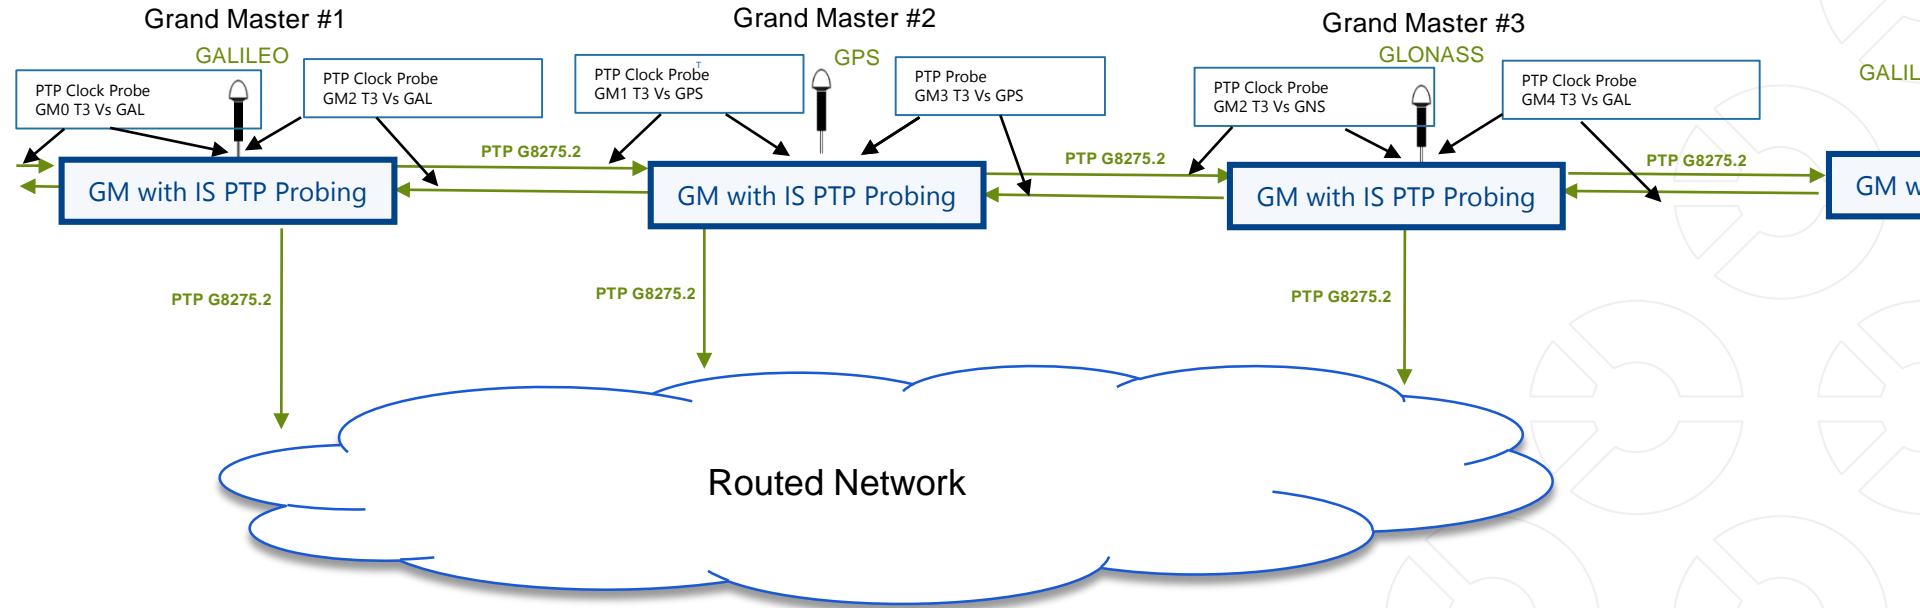 Grand Master #1
Grand Master #2
Grand Master #3
GALILEO
GPS
GLONASS
GALIL
PTP Clock Probe
GM0 T3 Vs GAL
PTP Clock Probe
GM2 T3 Vs GAL
T
PTP Clock Probe
GM1 T3 Vs GPS
PTP Probe
GM3 T3 Vs GPS
PTP Clock Probe
GM2 T3 Vs GNS
PTP Clock Probe
GM4 T3 Vs GAL
PTP G8275.2
PTP G8275.2
PTP G8275.2
GM with IS PTP Probing
GM with IS PTP Probing
GM with IS PTP Probing
GM w
PTP G8275.2
PTP G8275.2
PTP G8275.2
Routed Network